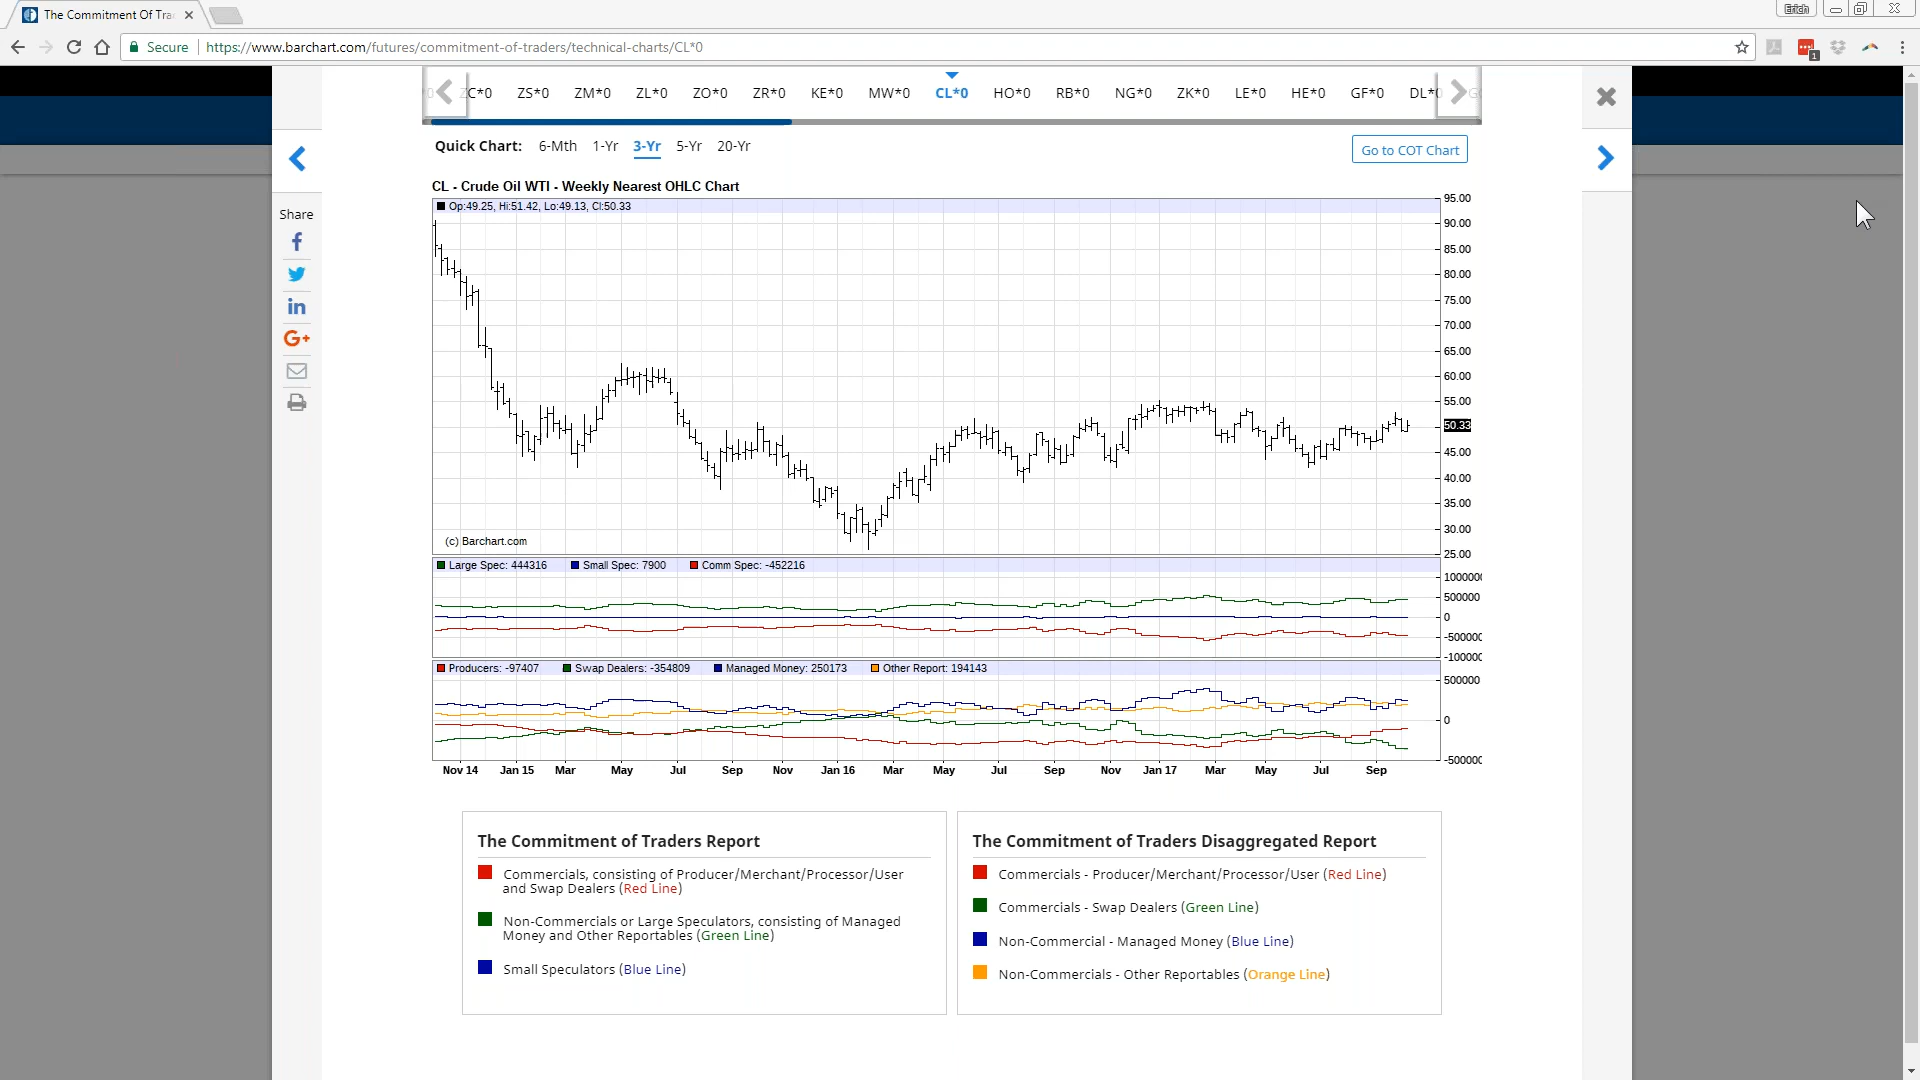 The Commitment Of Tra
Erich
Secure
https://www.barchart.com/futures/commitment-of-traders/technical-charts/CL*0
1
ZC*0 ZS*0 ZM*0 ZL*0 ZO*0 ZR*0 KE*0 MW*0 CL*0 HO*0 RB*0 NG*0 ZK*0 LE*0 HE*0 GF*0 DL*0
Quick Chart: 6-Mth 1-Yr 3-Yr 5-Yr 20-Yr
Go to COT Chart
Share
CL - Crude Oil WTI - Weekly Nearest OHLC Chart
Op:49.25, Hi:51.42, Lo:49.13, Cl:50.33
95.00
90.00
85.00
80.00
75.00
70.00
65.00
60.00
55.00
50.33
45.00
40.00
35.00
30.00
25.00
(c) Barchart.com
Large Spec: 444316 Small Spec: 7900 Comm Spec: -452216
1000000
500000
0
-500000
-100000
Producers: -97407 Swap Dealers: -354809 Managed Money: 250173 Other Report: 194143
500000
0
-500000
Nov 14 Jan 15 Mar May Jul Sep Nov Jan 16 Mar May Jul Sep Nov Jan 17 Mar May Jul Sep
The Commitment of Traders Report
Commercials, consisting of Producer/Merchant/Processor/User
and Swap Dealers (Red Line)
Non-Commercials or Large Speculators, consisting of Managed
Money and Other Reportables (Green Line)
Small Speculators (Blue Line)
The Commitment of Traders Disaggregated Report
Commercials - Producer/Merchant/Processor/User (Red Line)
Commercials - Swap Dealers (Green Line)
Non-Commercial - Managed Money (Blue Line)
Non-Commercials - Other Reportables (Orange Line)